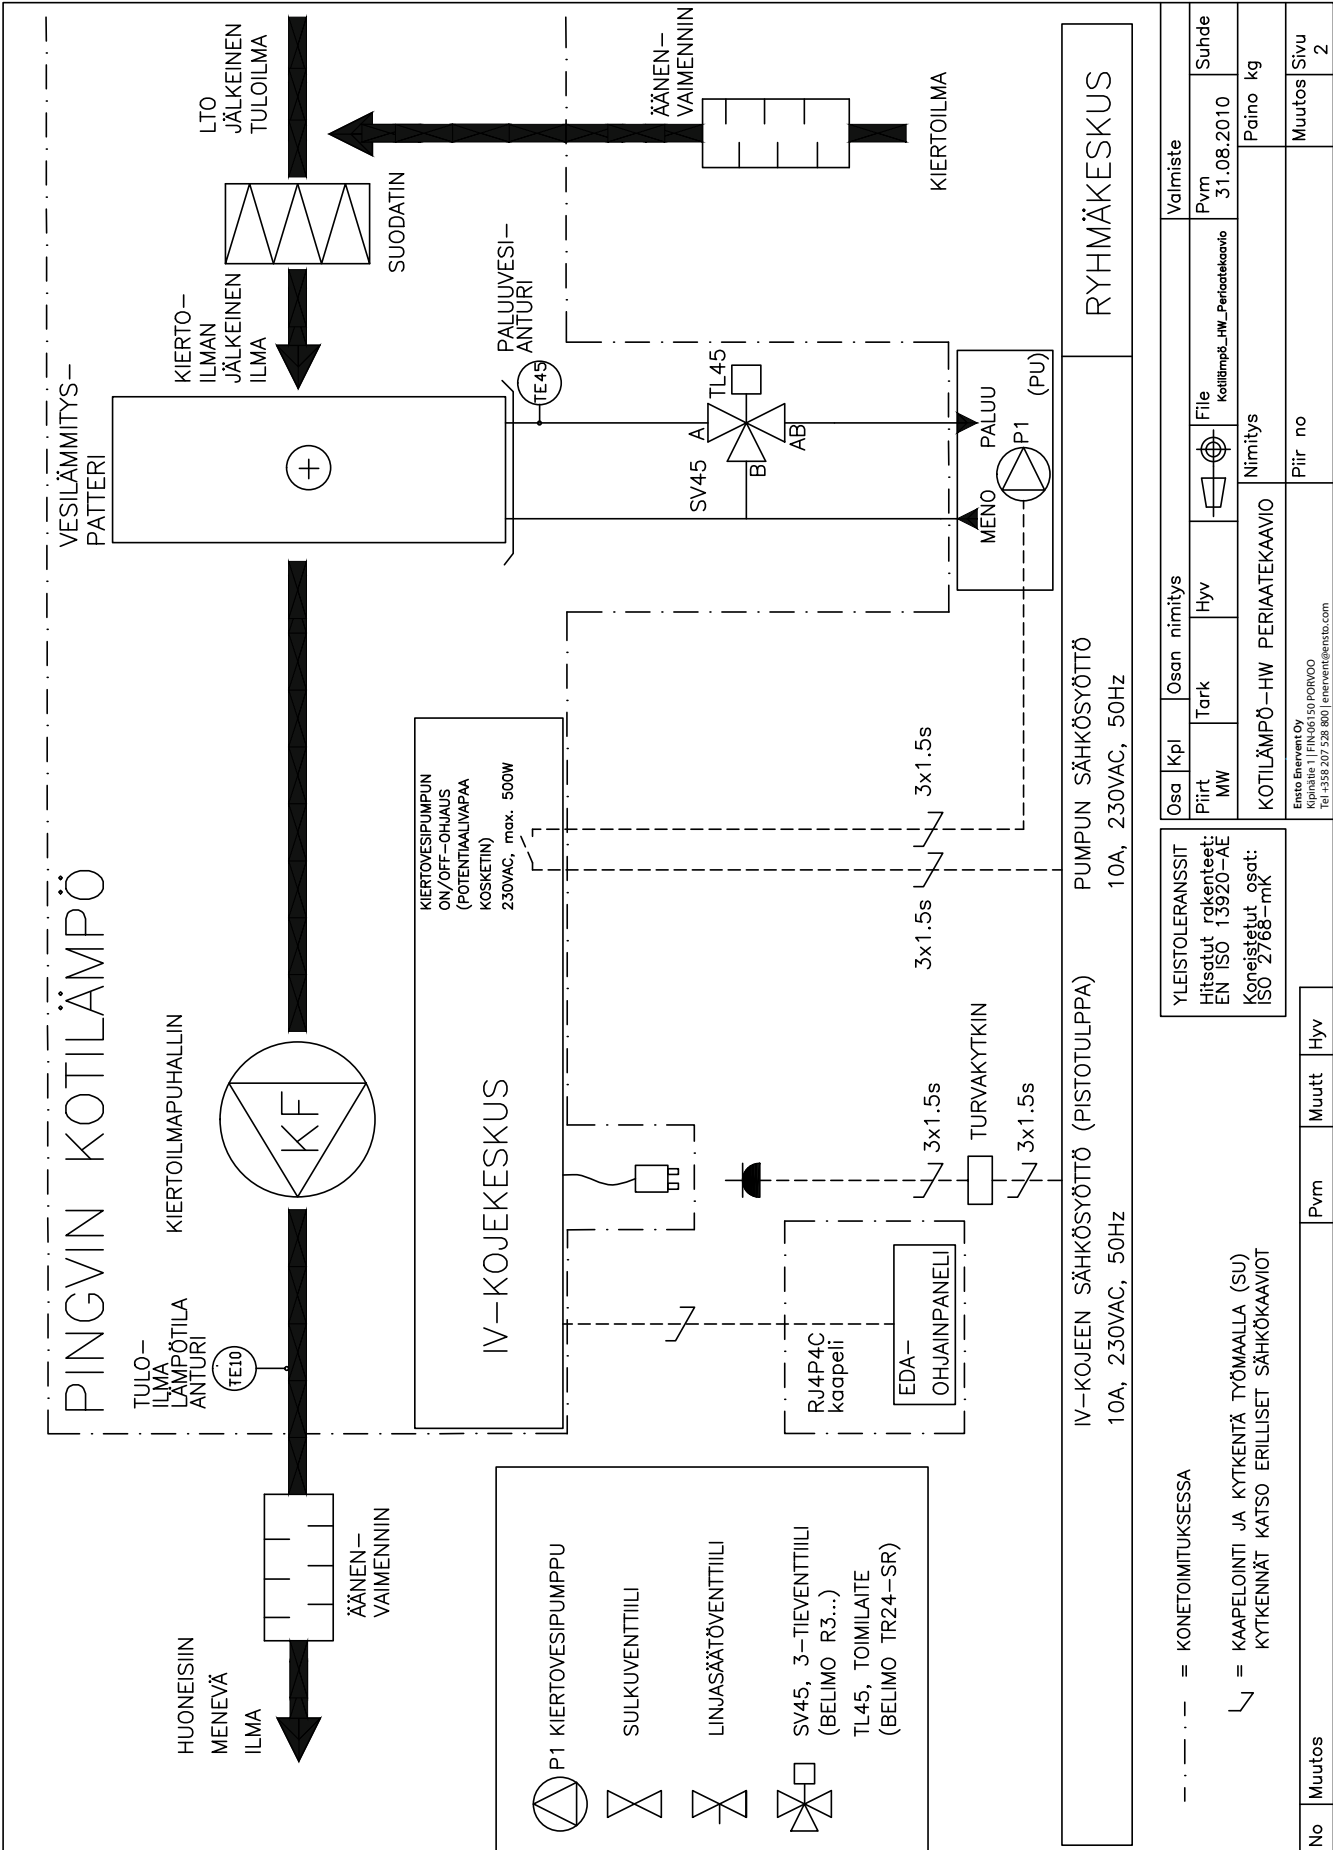 PINGVIN KOTILÄMPÖ
VESILÄMMITYS-
PATTERI
LTO
JÄLKEINEN
TULOILMA
KIERTO-
ILMAN
JÄLKEINEN
ILMA
SUODATIN
KIERTOILMAPUHALLIN
KF
TULO-
ILMA
LÄMPÖTILA
ANTURI
TE10
HUONEISIIN
MENEVÄ
ILMA
ÄÄNEN-
VAIMENNIN
ÄÄNEN-
VAIMENNIN
KIERTOILMA
PALUUVESI-
ANTURI
TE45
TL45
A
AB
B
SV45
MENO
PALUU
P1
(PU)
IV-KOJEKESKUS
KIERTOVESIPUMPUN
ON/OFF-OHJAUS
(POTENTIAALIVAPAA
KOSKETIN)
230VAC, max. 500W
3x1.5s
3x1.5s
3x1.5s
TURVAKYTKIN
3x1.5s
RJ4P4C
kaapeli
EDA-
OHJAINPANELI
IV-KOJEEN SÄHKÖSYÖTTÖ (PISTOTULPPA)
10A, 230VAC, 50Hz
PUMPUN SÄHKÖSYÖTTÖ
10A, 230VAC, 50Hz
RYHMÄKESKUS
P1 KIERTOVESIPUMPPU
SULKUVENTTIILI
LINJASÄÄTÖVENTTIILI
SV45, 3-TIEVENTTIILI
(BELIMO R3...)
TL45, TOIMILAITE
(BELIMO TR24-SR)
= KONETOIMITUKSESSA
= KAAPELOINTI JA KYTKENTÄ TYÖMAALLA (SU)
KYTKENNÄT KATSO ERILLISET SÄHKÖKAAVIOT
No Muutos Pvm Muutt Hyv
YLEISTOLERANSSIT
Hitsatut rakenteet:
EN ISO 13920-AE
Koneistetut osat:
ISO 2768-mK
Osa Kpl Osan nimitys Valmiste
Piirt
MW
Tark
Hyv
File
Kotilämpö_HW_Periaatekaavio
Pvm
31.08.2010
Suhde
KOTILÄMPÖ-HW PERIAATEKAAVIO
Nimitys
Paino kg
Ensto Enervent Oy
Kipinätie 1 | FIN-06150 PORVOO
Tel +358 207 528 800 | enervent@ensto.com
Piir no
Muutos
Sivu
2